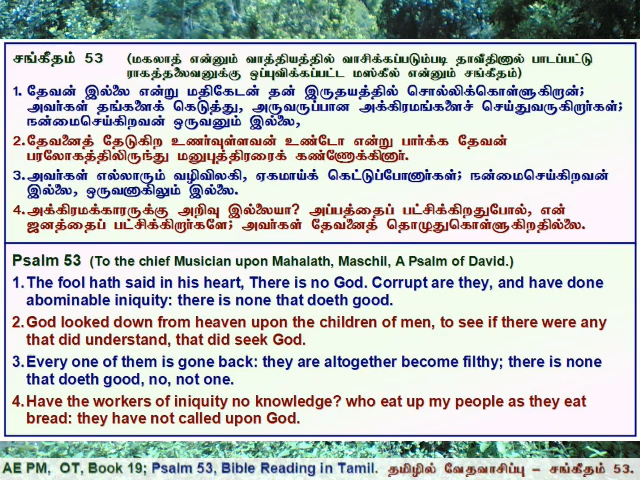 சங்கீதம் 53 (மகலாத் என்னும் வாத்தியத்தில் வாசிக்கப்படும்படி தாவீதினால் பாடப்பட்டு
ராகத்தலைவனுக்கு ஒப்புவிக்கப்பட்ட மஸ்கீல் என்னும் சங்கீதம்)
1. தேவன் இல்லை என்று மதிகேடன் தன் இருதயத்தில் சொல்லிக்கொள்ளுகிறான்;
அவர்கள் தங்களைக் கெடுத்து, அருவருப்பான அக்கிரமங்களைச் செய்துவருகிறார்கள்;
நன்மைசெய்கிறவன் ஒருவனும் இல்லை,
2. தேவனைத் தேடுகிற உணர்வுள்ளவன் உண்டோ என்று பார்க்க தேவன்
பரலோகத்திலிருந்து மனுபுத்திரரைக் கண்ணோக்கினார்.
3. அவர்கள் எல்லாரும் வழிவிலகி, ஏகமாய்க் கெட்டுப்போனார்கள்; நன்மைசெய்கிறவன்
இல்லை, ஒருவனாகிலும் இல்லை.
4. அக்கிரமக்காரருக்கு அறிவு இல்லையா? அப்பத்தைப் பட்சிக்கிறதுபோல், என்
ஜனத்தைப் பட்சிக்கிறார்களே; அவர்கள் தேவனைத் தொழுதுகொள்ளுகிறதில்லை.
Psalm 53 (To the chief Musician upon Mahalath, Maschil, A Psalm of David.)
1. The fool hath said in his heart, There is no God. Corrupt are they, and have done
abominable iniquity: there is none that doeth good.
2. God looked down from heaven upon the children of men, to see if there were any
that did understand, that did seek God.
3. Every one of them is gone back: they are altogether become filthy; there is none
that doeth good, no, not one.
4. Have the workers of iniquity no knowledge? who eat up my people as they eat
bread: they have not called upon God.
AE PM, OT, Book 19; Psalm 53, Bible Reading in Tamil. தமிழில் வேதவாசிப்பு – சங்கீதம் 53.